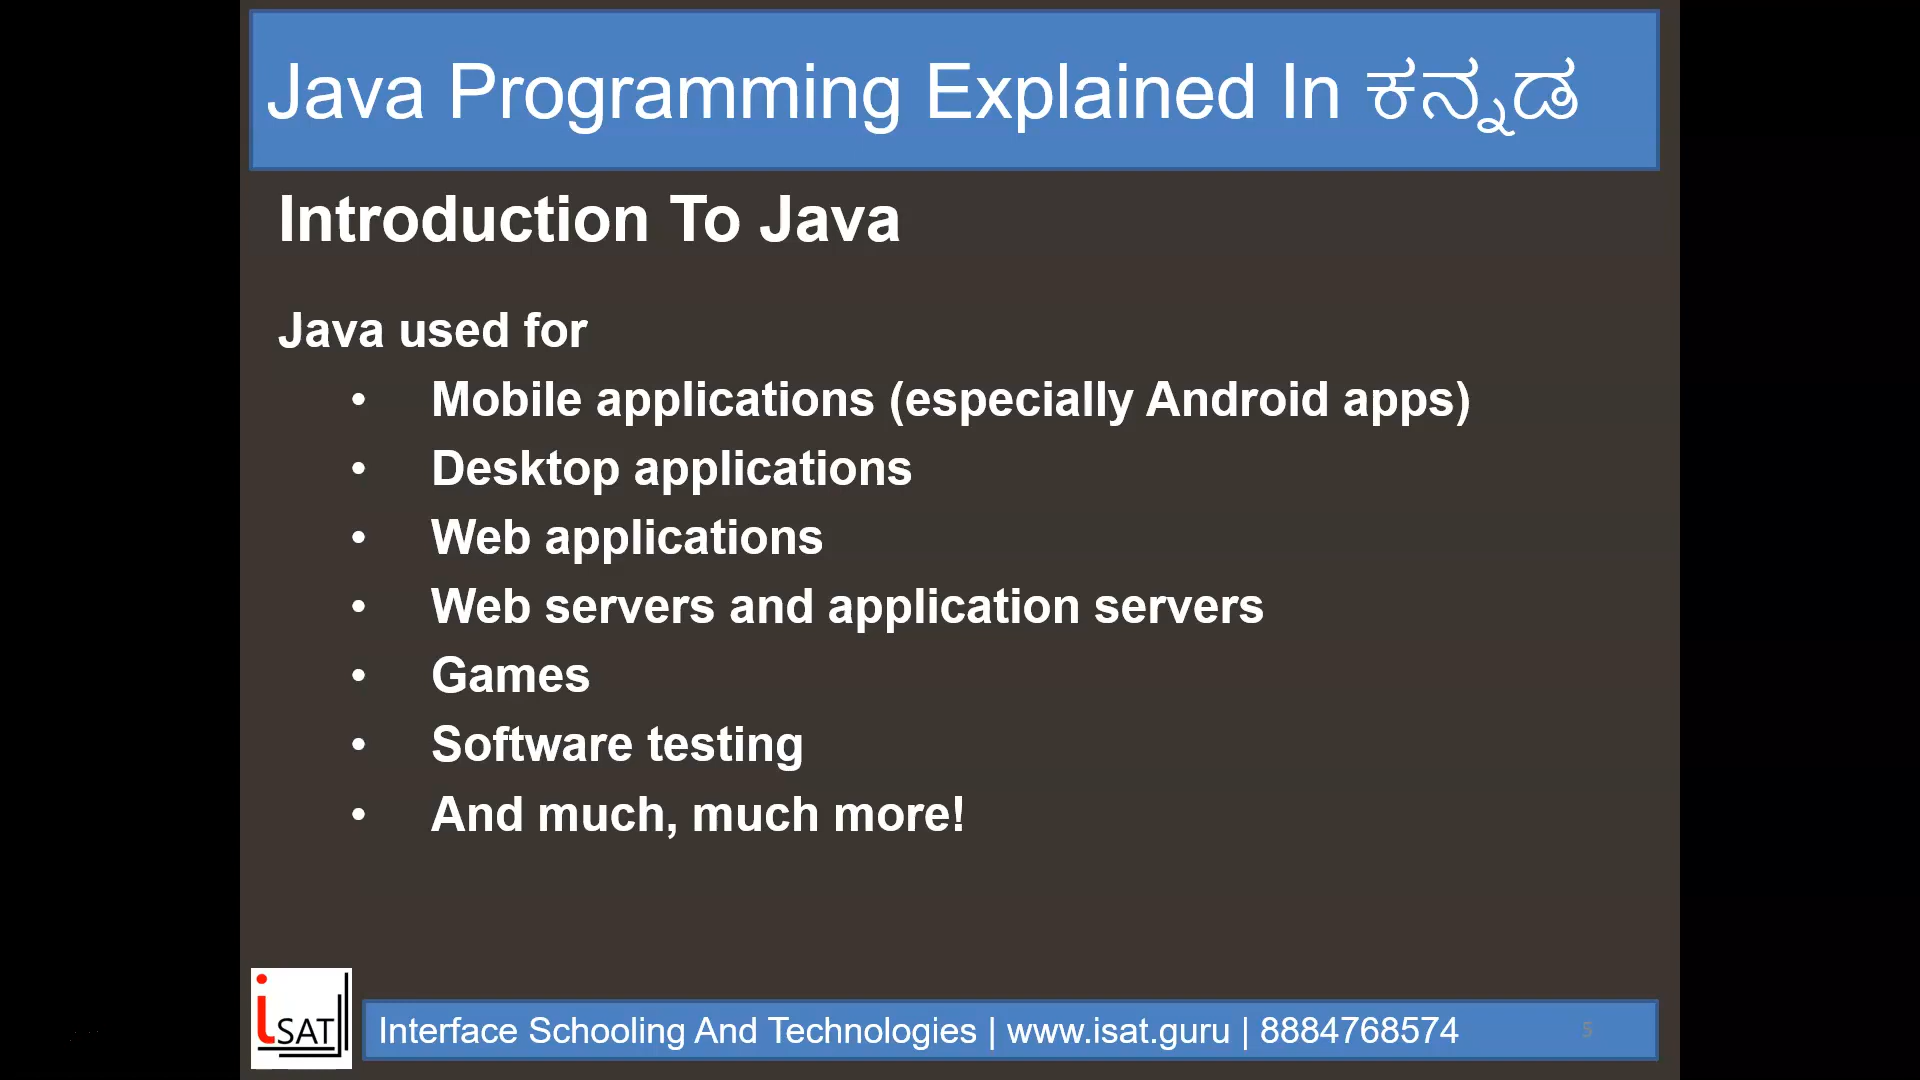 Java Programming Explained In ಕನ್ನಡ
Introduction To Java
Java used for
• Mobile applications (especially Android apps)
• Desktop applications
• Web applications
• Web servers and application servers
• Games
• Software testing
• And much, much more!
iSAT
Interface Schooling And Technologies | www.isat.guru | 8884768574
5